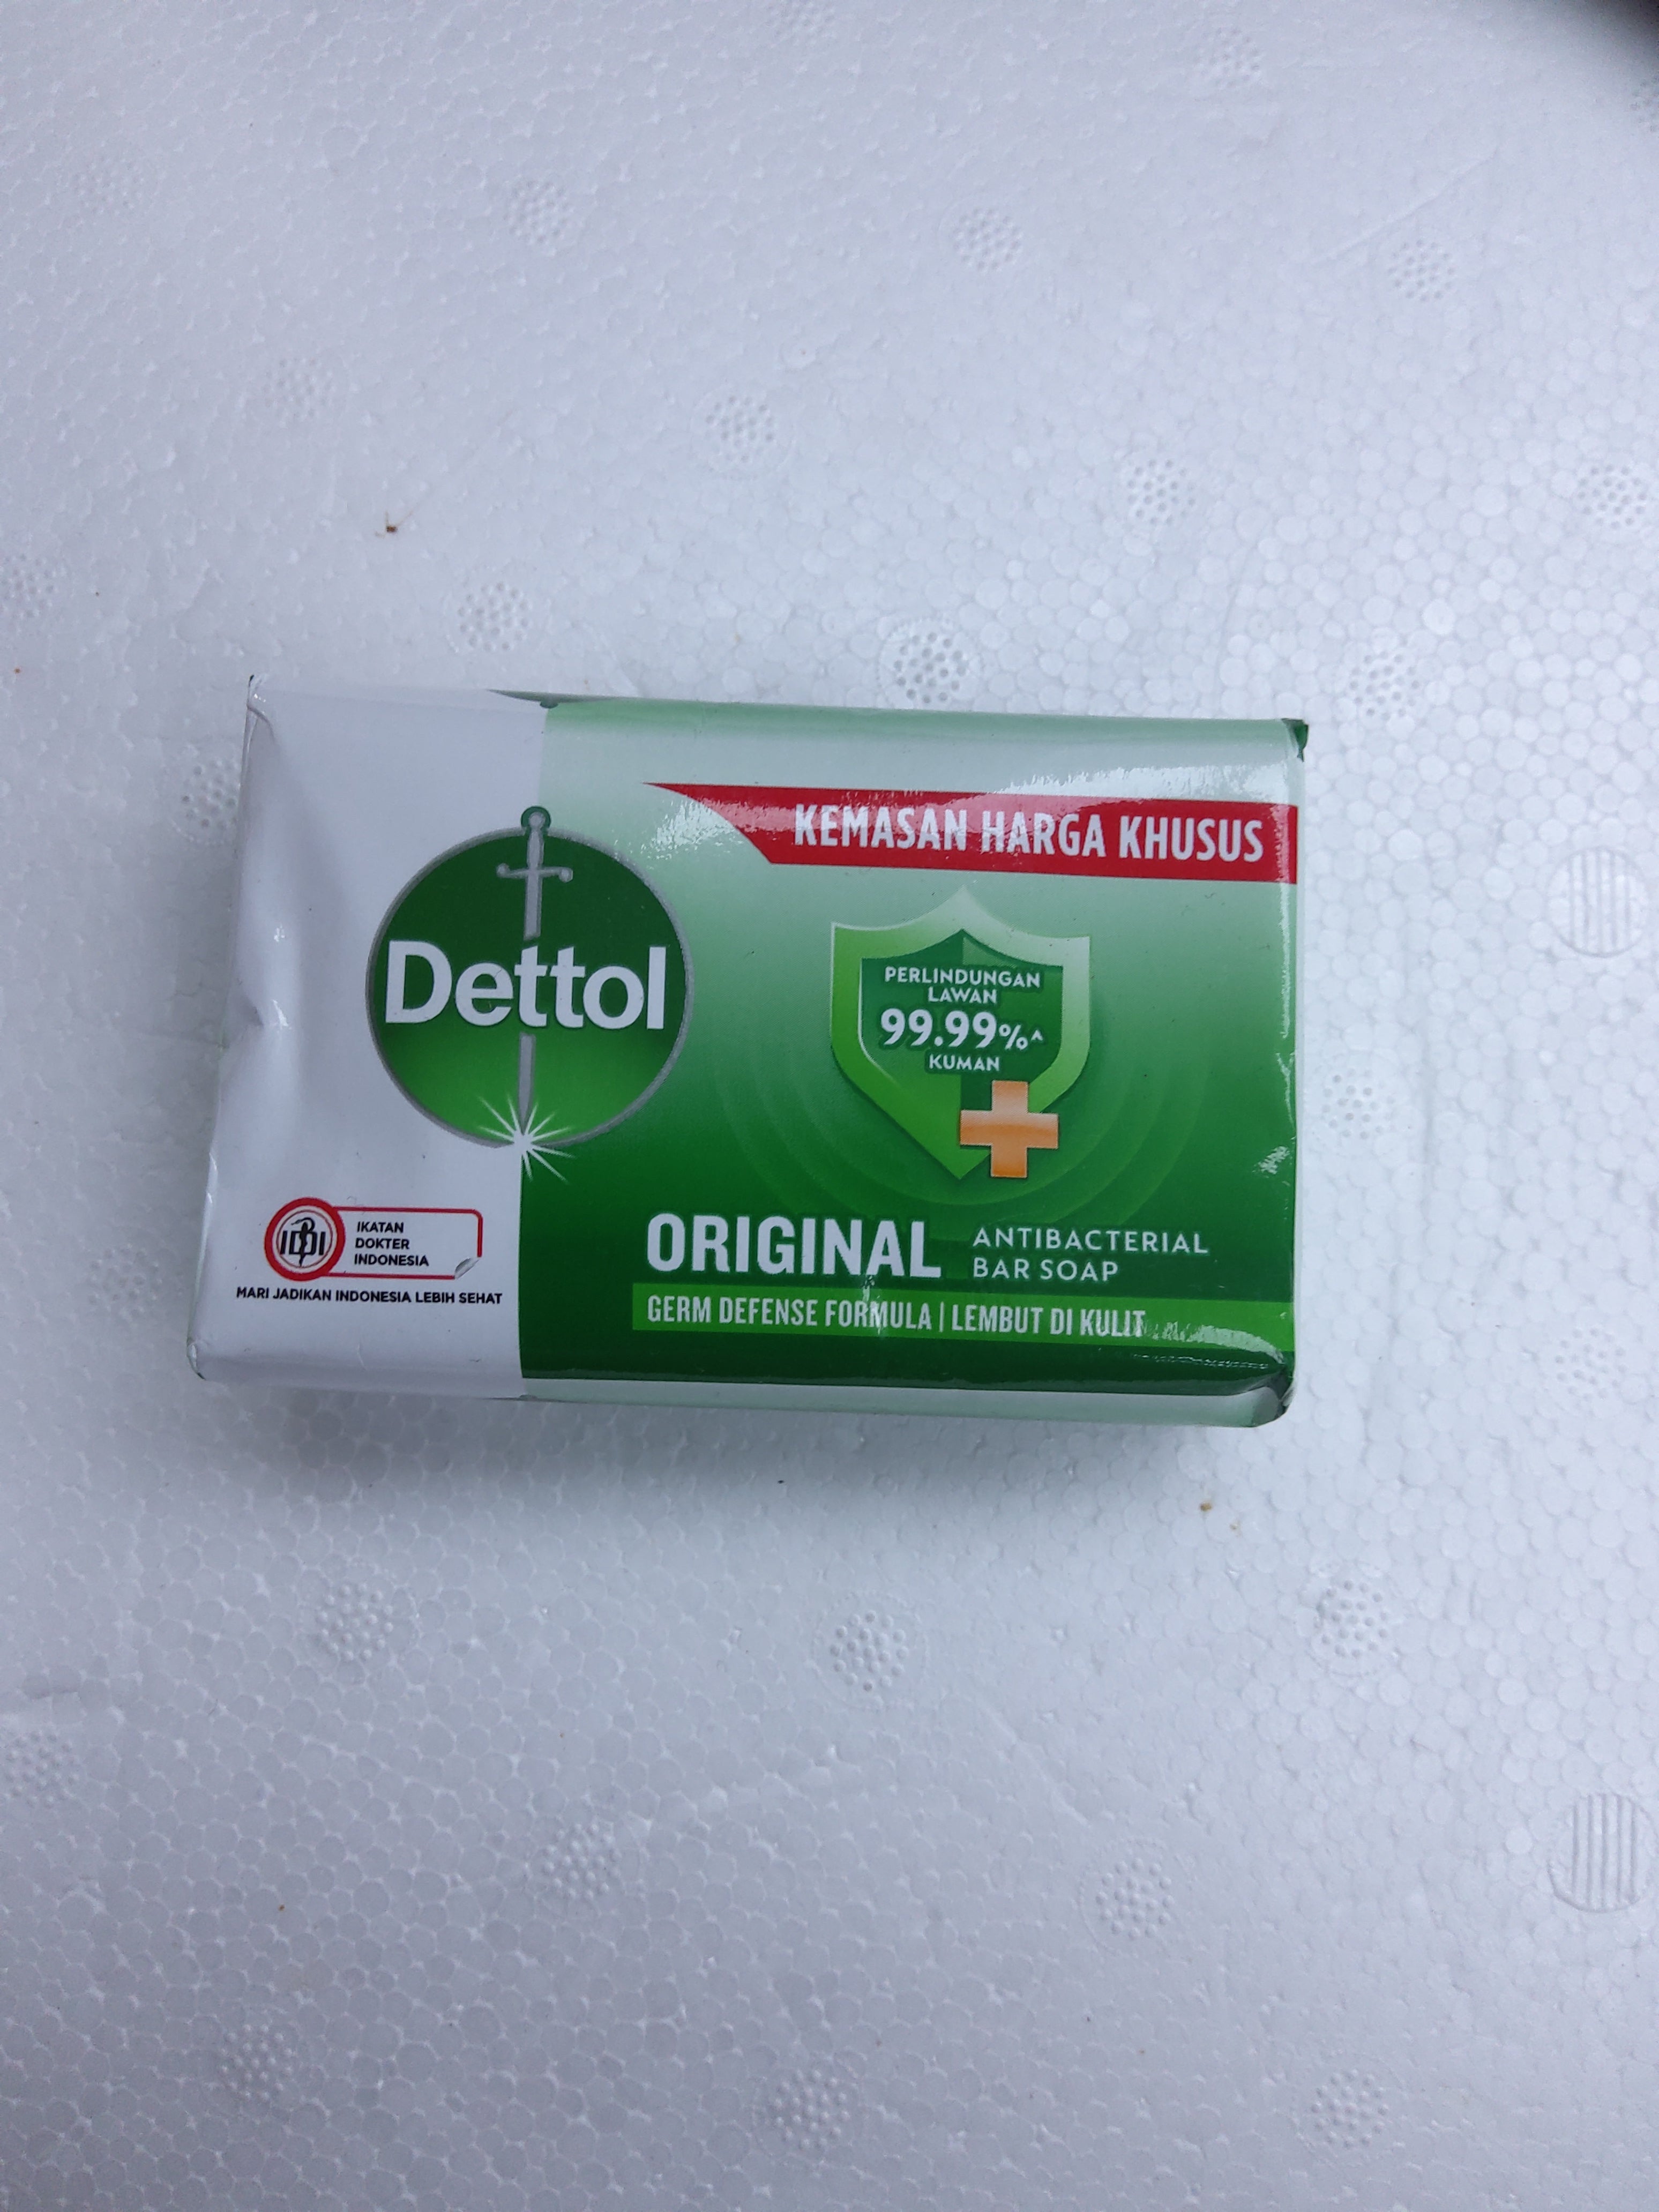 KEMASAN HARGA KHUSUS
Dettol
PERLINDUNGAN
LAWAN
99.99%^
KUMAN
IDI
IKATAN
DOKTER
INDONESIA
MARI JADIKAN INDONESIA LEBIH SEHAT
ORIGINAL
ANTIBACTERIAL
BAR SOAP
GERM DEFENSE FORMULA | LEMBUT DI KULIT